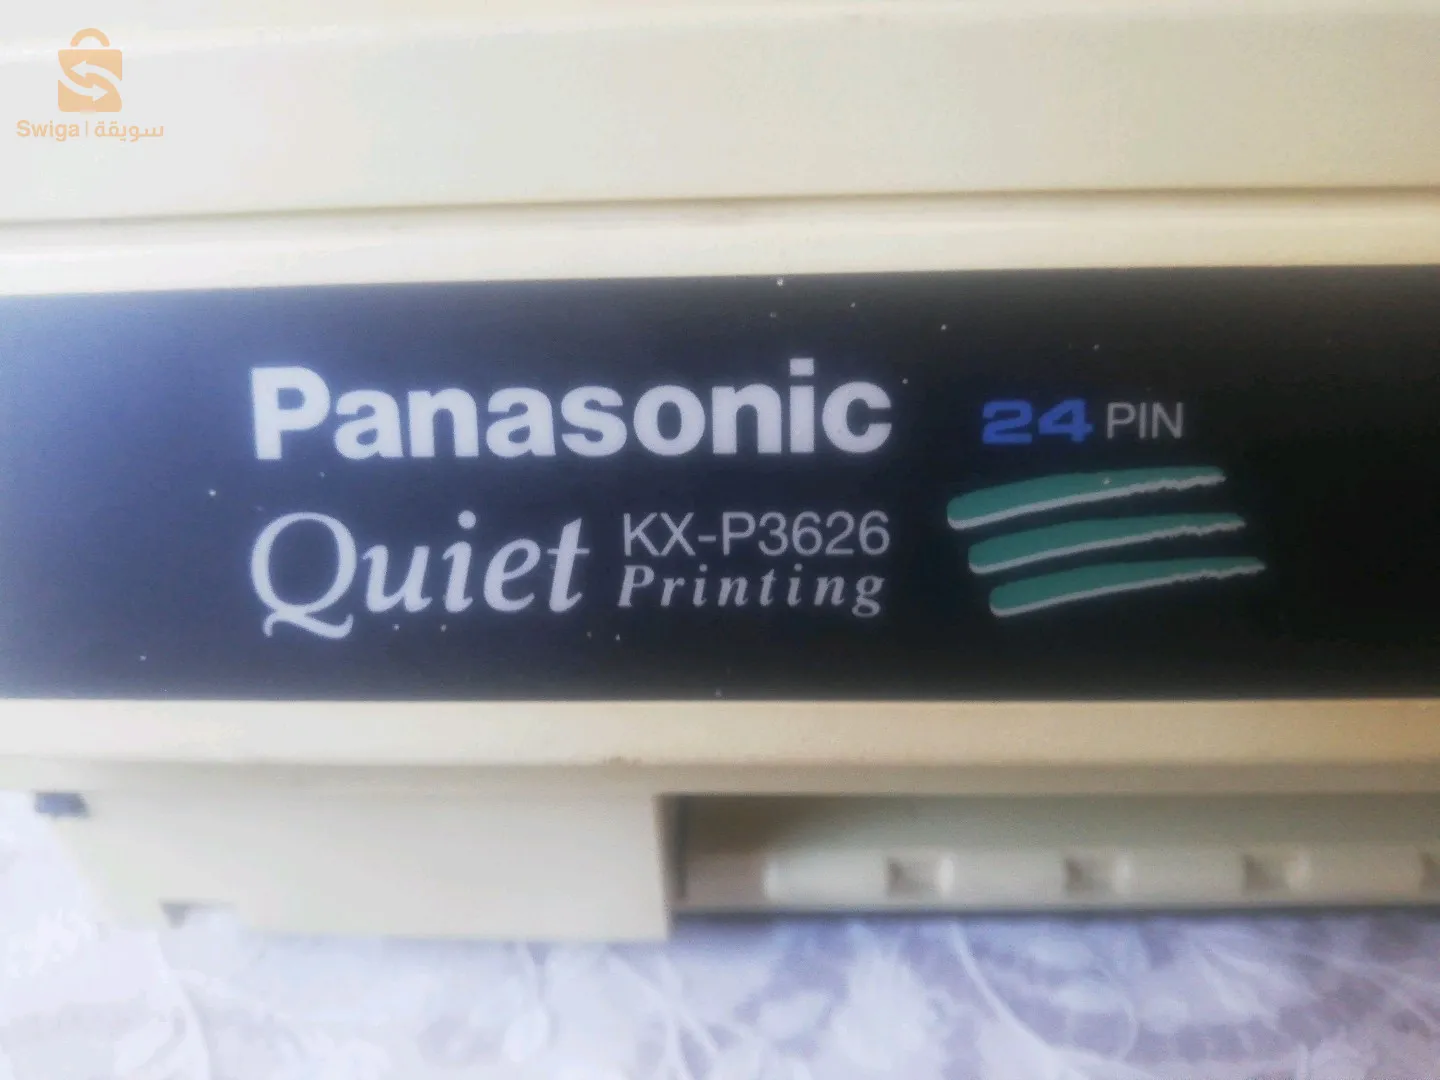 Swiga | سويقة
Panasonic 24 PIN
Quiet KX-P3626
Printing